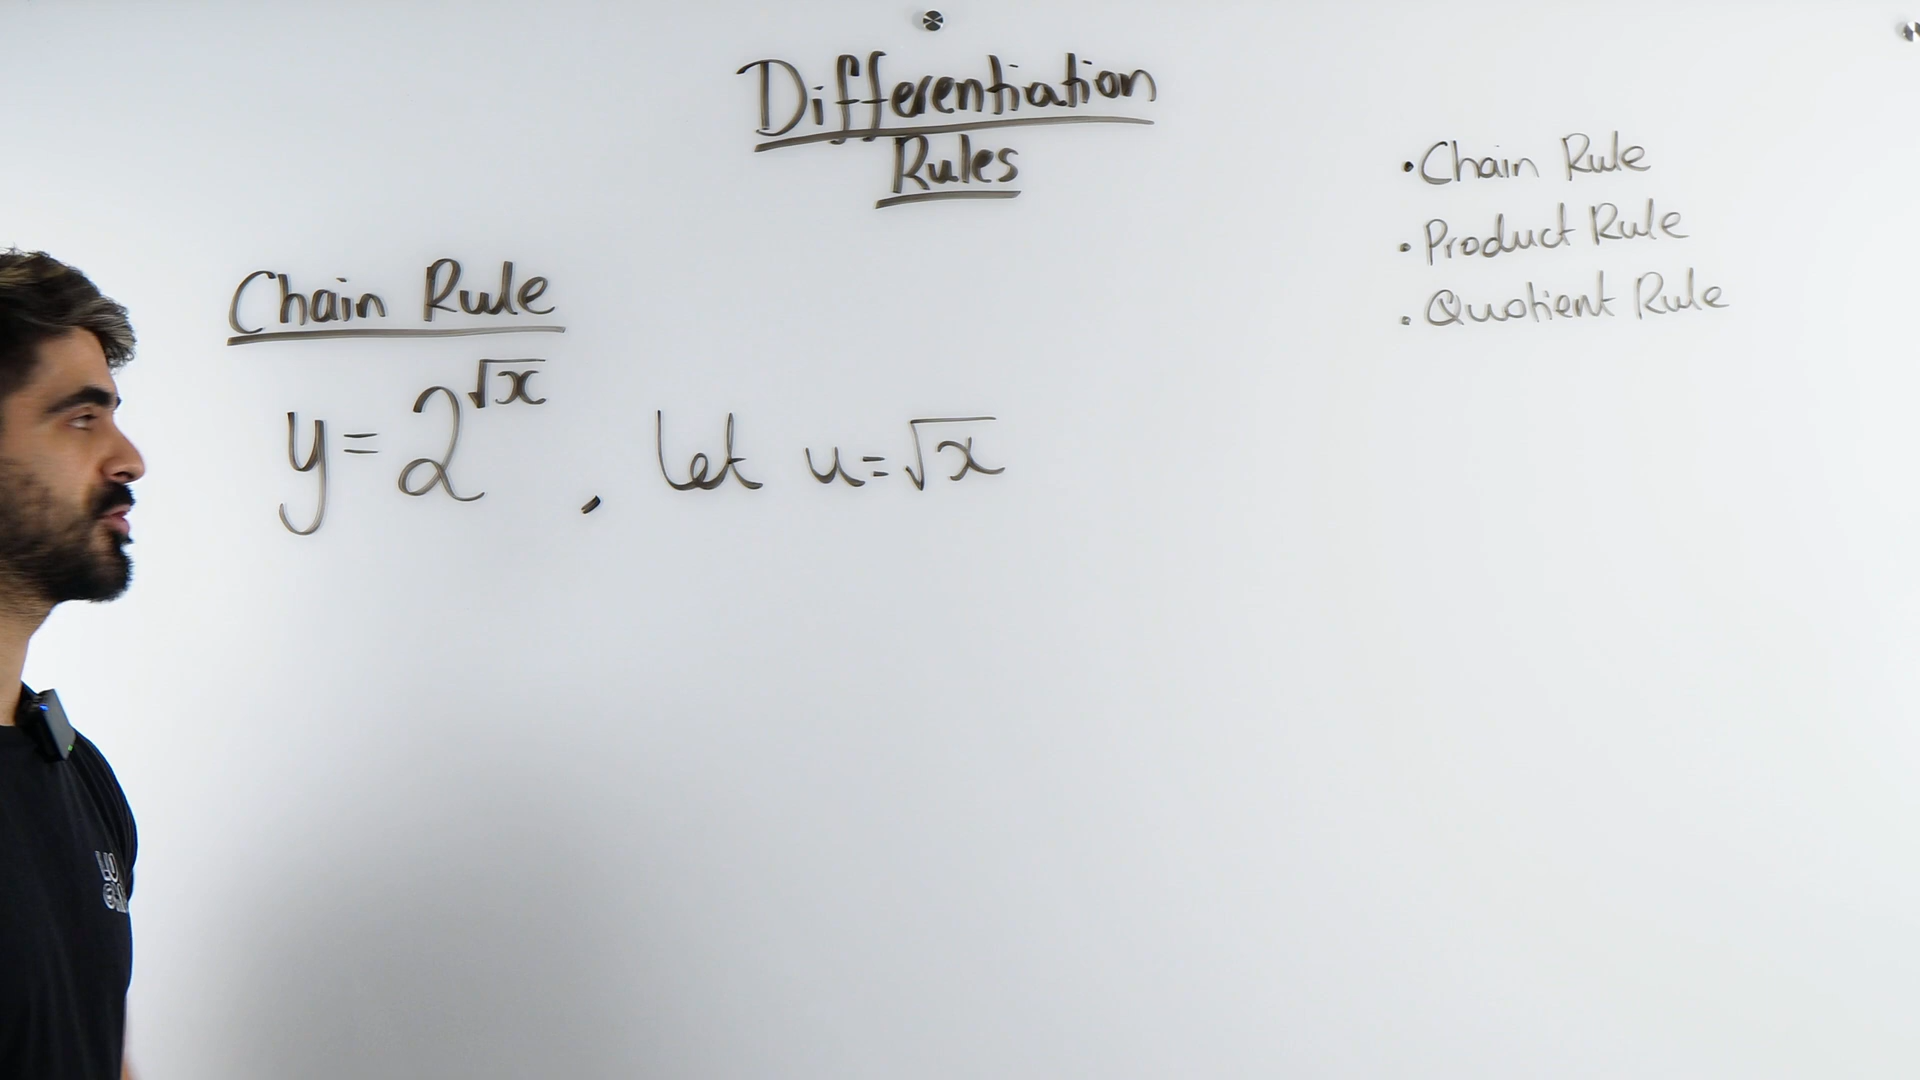 Differentiation
Rules
• Chain Rule
• Product Rule
• Quotient Rule
Chain Rule
y = 2^√x , let u = √x